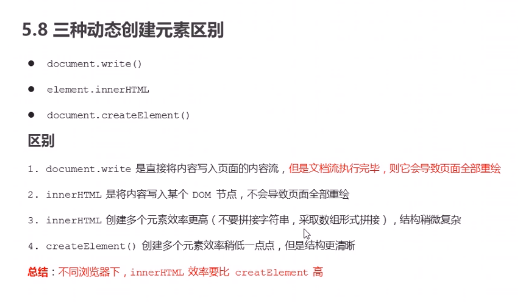 5.8 三种动态创建元素区别
● document.write()
● element.innerHTML
● document.createElement()
区别
1. document.write 是直接将内容写入页面的内容流，但是文档流执行完毕，则它会导致页面全部重绘
2. innerHTML 是将内容写入某个 DOM 节点，不会导致页面全部重绘
3. innerHTML 创建多个元素效率更高（不要拼接字符串，采取数组形式拼接），结构稍微复杂
4. createElement() 创建多个元素效率稍低一点点，但是结构更清晰
总结：不同浏览器下，innerHTML 效率要比 creatElement 高